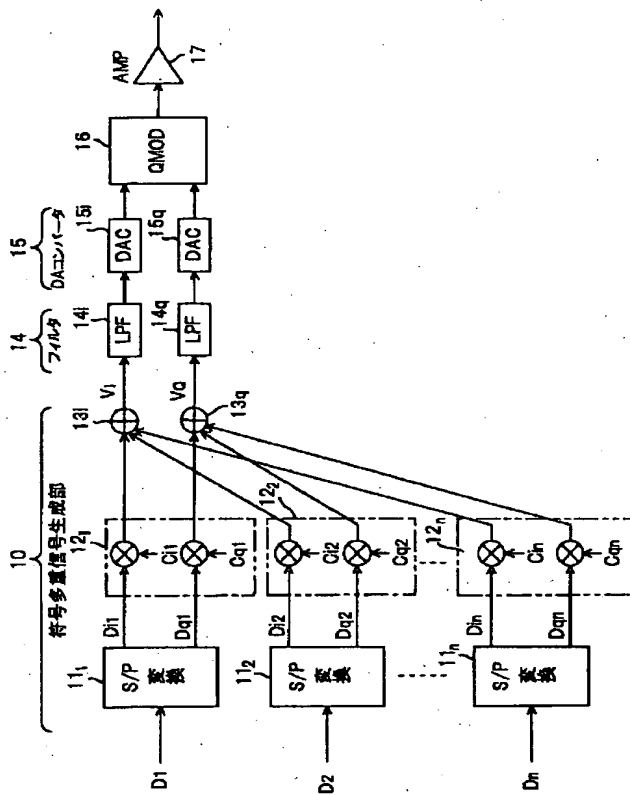 10
符号多重信号生成部
14
フィルタ
15
DAコンバータ
D1
11₁
S/P
変換
Di1
Dq1
12₁
Ci1
Cq1
13i
Vi
14i
LPF
15i
DAC
16
QMOD
AMP
17
13q
VQ
14q
LPF
15q
DAC
D2
11₂
S/P
変換
Di2
Dq2
12₂
Ci2
Cq2
Dn
11n
S/P
変換
Din
Dqn
12n
Cin
Cqn